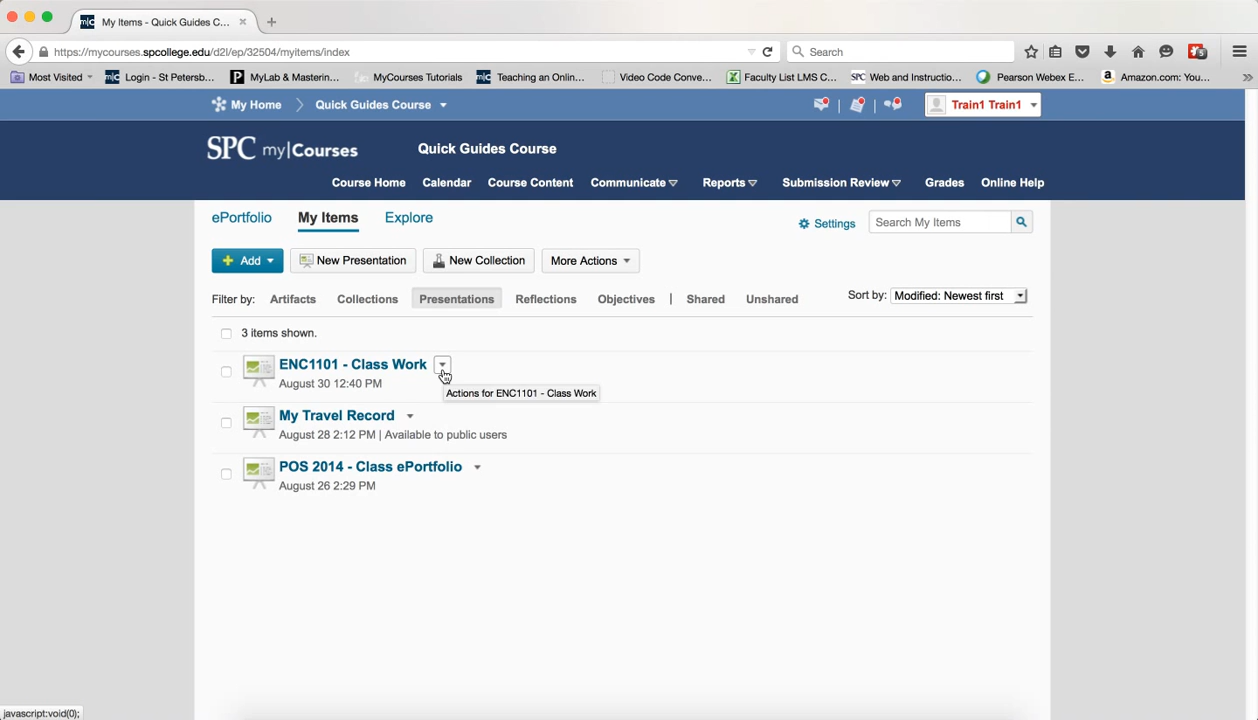 My Items - Quick Guides C...
https://mycourses.spcollege.edu/d2l/ep/32504/myitems/index
Search
Most Visited
Login - St Petersb...
MyLab & Mastering...
MyCourses Tutorials
Teaching an Onlin...
Video Code Conve...
Faculty List LMS C...
Web and Instructio...
Pearson Webex E...
Amazon.com: You...
My Home
Quick Guides Course
Train1 Train1
SPC my|Courses
Quick Guides Course
Course Home
Calendar
Course Content
Communicate
Reports
Submission Review
Grades
Online Help
ePortfolio
My Items
Explore
Settings
Search My Items
Add
New Presentation
New Collection
More Actions
Filter by:
Artifacts
Collections
Presentations
Reflections
Objectives
|
Shared
Unshared
Sort by:
Modified: Newest first
3 items shown.
ENC1101 - Class Work
August 30 12:40 PM
Actions for ENC1101 - Class Work
My Travel Record
August 28 2:12 PM | Available to public users
POS 2014 - Class ePortfolio
August 26 2:29 PM
javascript:void(0);